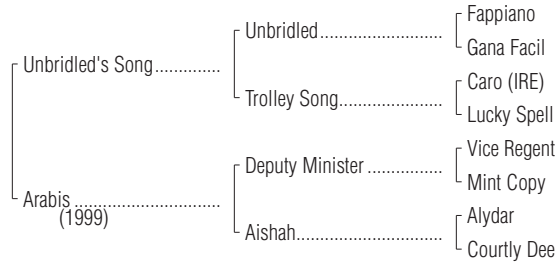 Fappiano
Unbridled
Gana Facil
Unbridled's Song
Caro (IRE)
Trolley Song
Lucky Spell
Vice Regent
Deputy Minister
Mint Copy
Arabis
(1999)
Alydar
Aishah
Courtly Dee